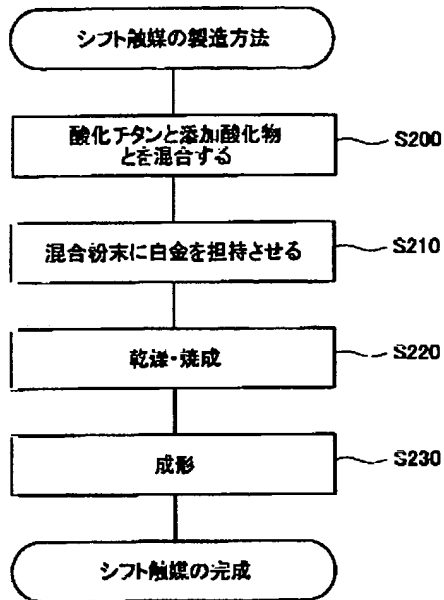 シフト触媒の製造方法
酸化チタンと添加酸化物
とを混合する
S200
混合粉末に白金を担持させる
S210
乾燥・焼成
S220
成形
S230
シフト触媒の完成